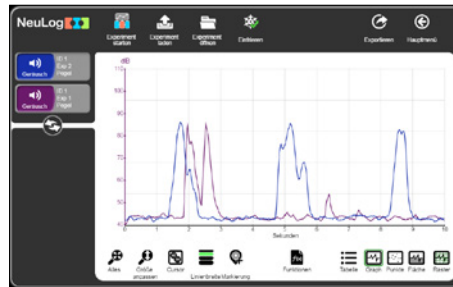 NeuLog
Experiment starten
Experiment laden
Experiment öffnen
Einfrieren
Exportieren
Hauptmenü
Geräusch
ID 1
Exp 2
Pegel
Geräusch
ID 1
Exp 1
Pegel
dB
110
100
90
80
70
60
50
40
0 1 2 3 4 5 6 7 8 9 10
Sekunden
Alles
Größe anpassen
Cursor
Linienbreite
Markierung
Funktionen
Tabelle
Graph
Punkte
Fläche
Raster